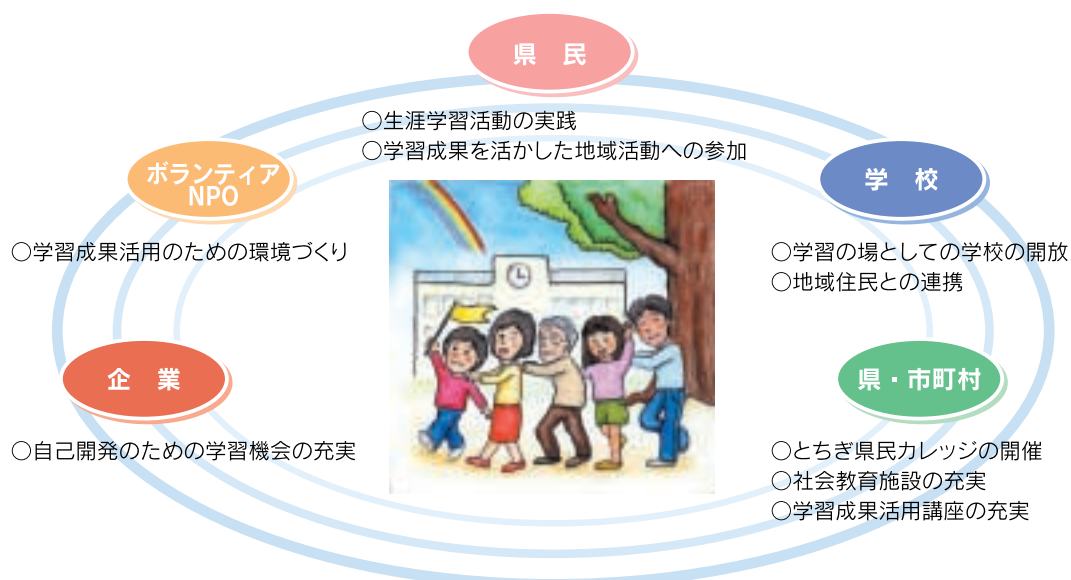 県 民
○生涯学習活動の実践
○学習成果を活かした地域活動への参加
ボランティア
NPO
○学習成果活用のための環境づくり
学 校
○学習の場としての学校の開放
○地域住民との連携
企 業
○自己開発のための学習機会の充実
県・市町村
○とちぎ県民カレッジの開催
○社会教育施設の充実
○学習成果活用講座の充実